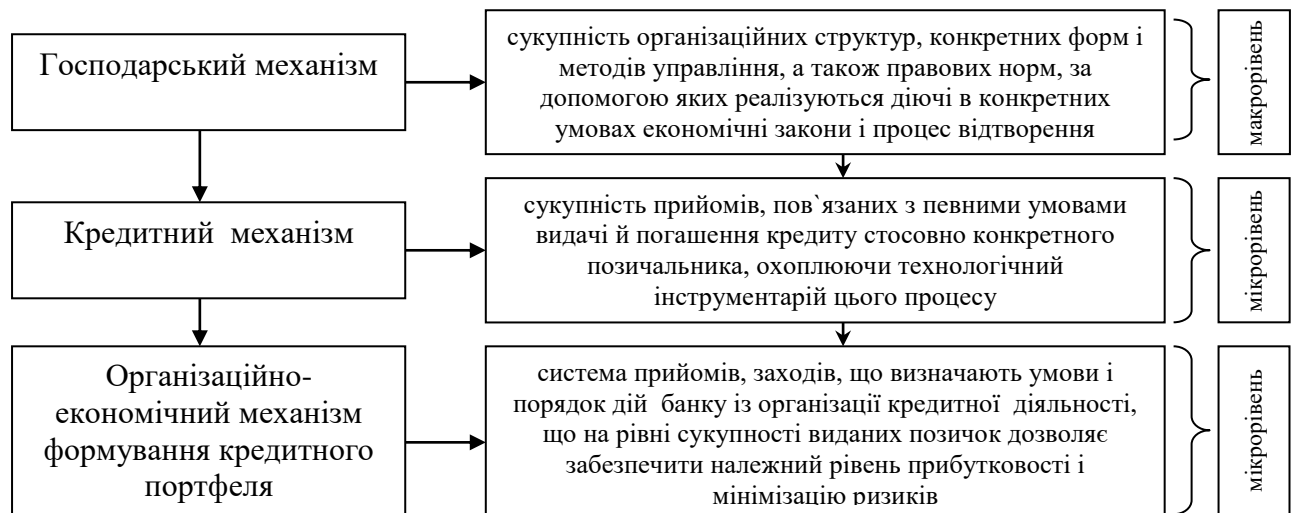 Господарський механізм
сукупність організаційних структур, конкретних форм і
методів управління, а також правових норм, за
допомогою яких реалізуються діючі в конкретних
умовах економічні закони і процес відтворення
макрорівень
Кредитний механізм
сукупність прийомів, пов`язаних з певними умовами
видачі й погашення кредиту стосовно конкретного
позичальника, охоплюючи технологічний
інструментарій цього процесу
мікрорівень
Організаційно-
економічний механізм
формування кредитного
портфеля
система прийомів, заходів, що визначають умови і
порядок дій банку із організації кредитної діяльності,
що на рівні сукупності виданих позичок дозволяє
забезпечити належний рівень прибутковості і
мінімізацію ризиків
мікрорівень